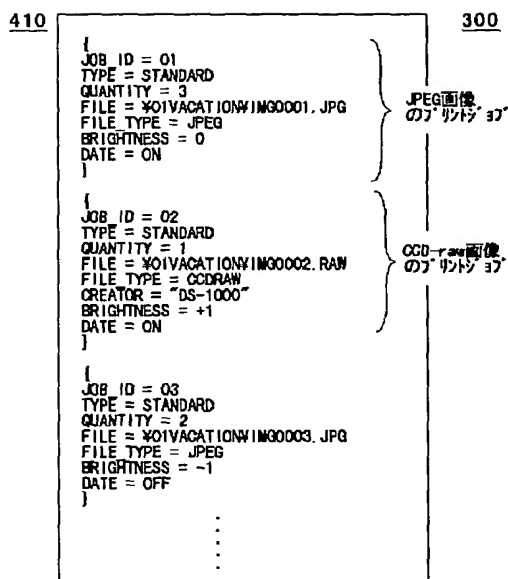 410
300
{
JOB_ID = 01
TYPE = STANDARD
QUANTITY = 3
FILE = ¥01VACATION¥IMG0001.JPG
FILE_TYPE = JPEG
BRIGHTNESS = 0
DATE = ON
}
JPEG画像
のプリントジョブ
{
JOB_ID = 02
TYPE = STANDARD
QUANTITY = 1
FILE = ¥01VACATION¥IMG0002.RAW
FILE_TYPE = CCDRAW
CREATOR = "DS-1000"
BRIGHTNESS = +1
DATE = ON
}
CCD-raw画像
のプリントジョブ
{
JOB_ID = 03
TYPE = STANDARD
QUANTITY = 2
FILE = ¥01VACATION¥IMG0003.JPG
FILE_TYPE = JPEG
BRIGHTNESS = -1
DATE = OFF
}